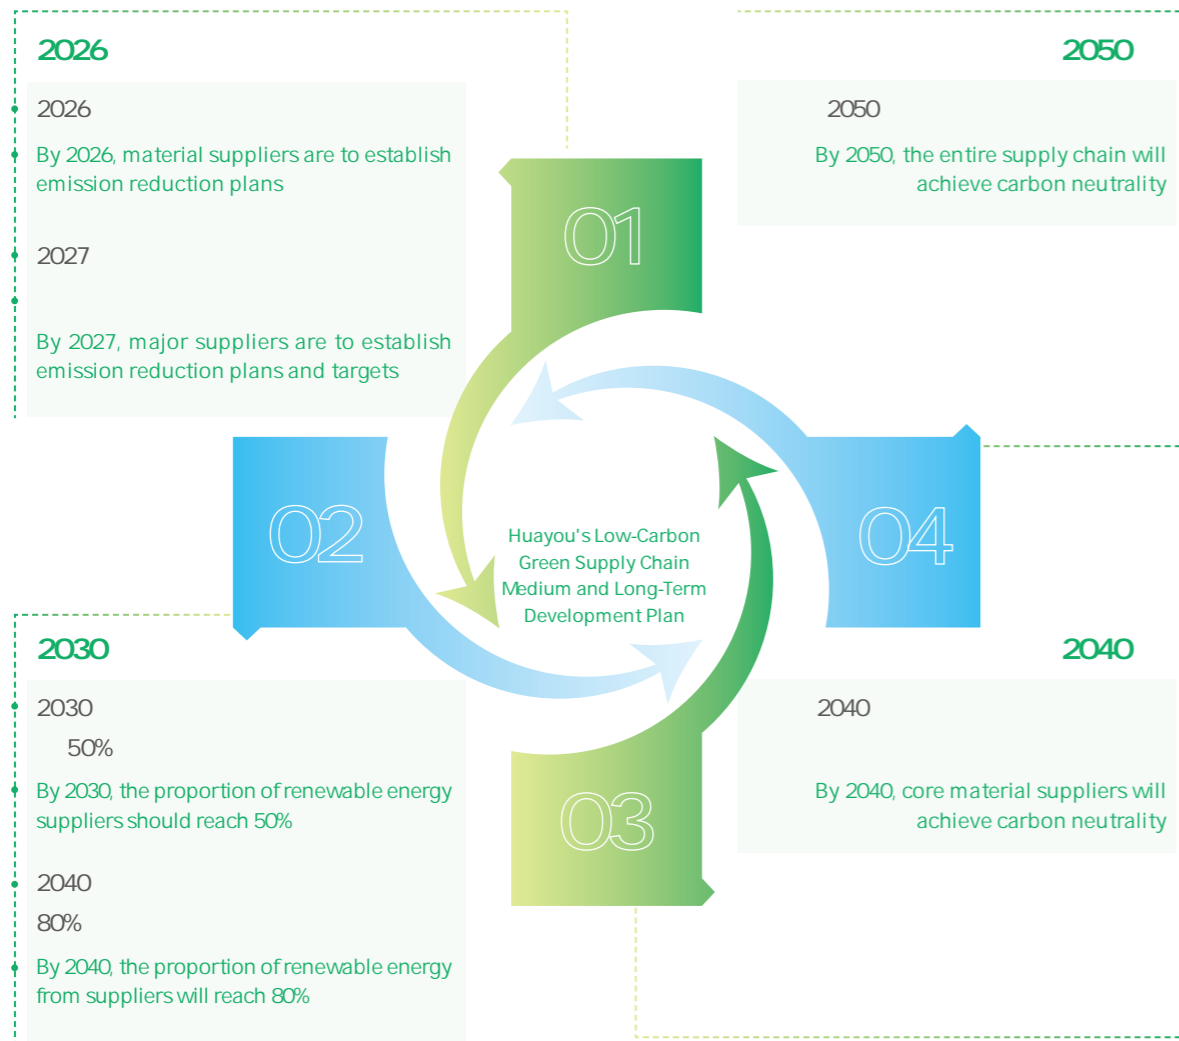 2026
2026
By 2026, material suppliers are to establish
emission reduction plans
2027
By 2027, major suppliers are to establish
emission reduction plans and targets
01
2050
2050
By 2050, the entire supply chain will
achieve carbon neutrality
02
Huayou's Low-Carbon
Green Supply Chain
Medium and Long-Term
Development Plan
04
2030
2030
50%
By 2030, the proportion of renewable energy
suppliers should reach 50%
2040
80%
By 2040, the proportion of renewable energy
from suppliers will reach 80%
03
2040
2040
By 2040, core material suppliers will
achieve carbon neutrality